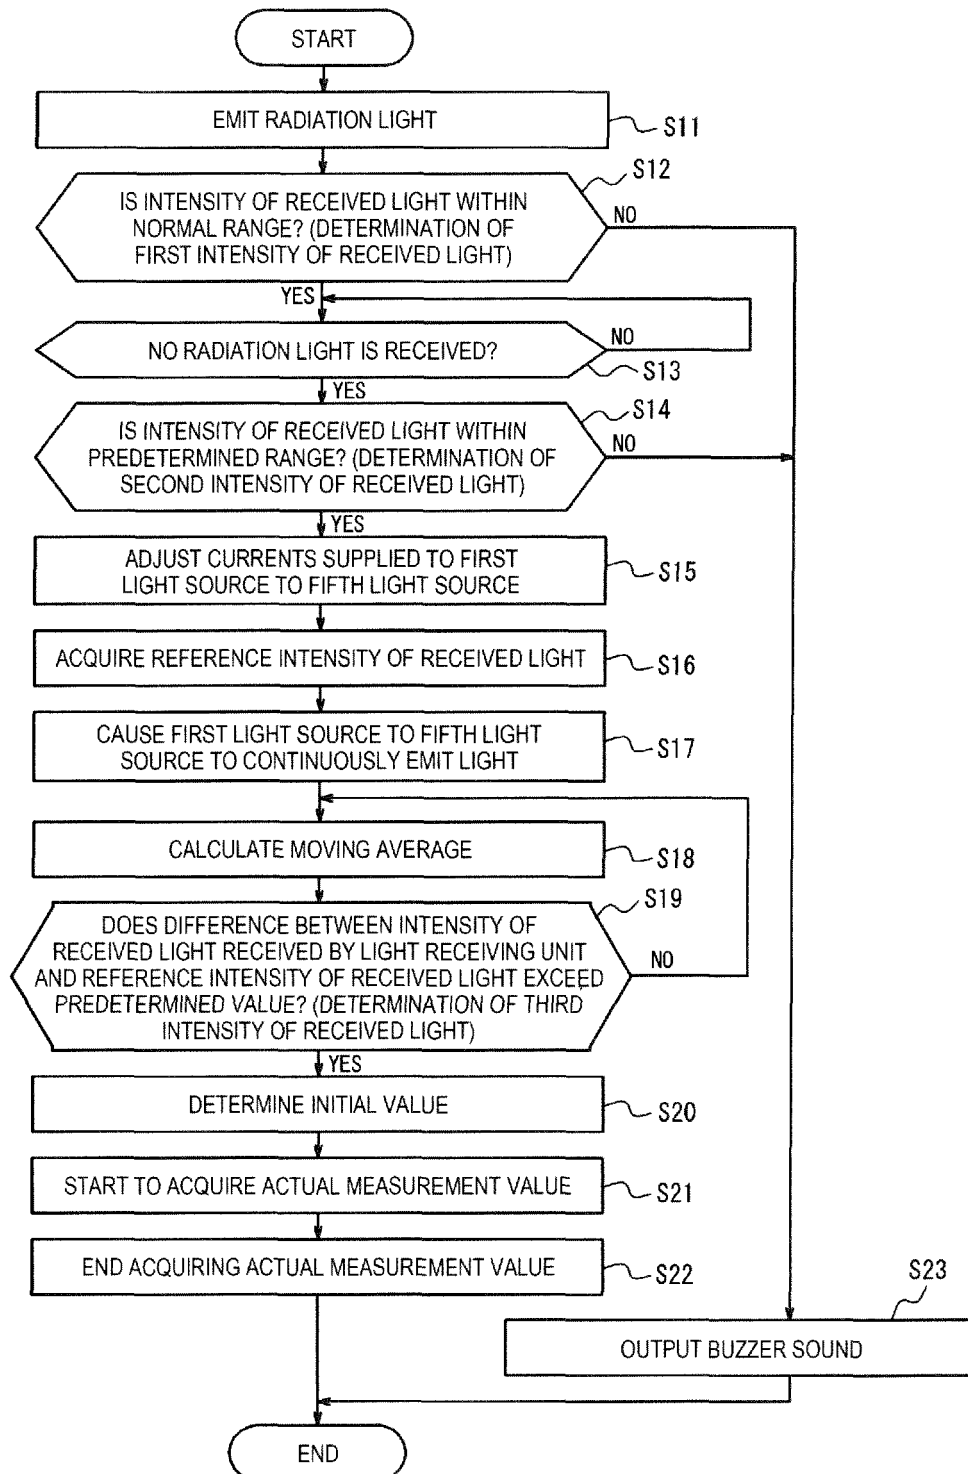 START
EMIT RADIATION LIGHT
S11
S12
IS INTENSITY OF RECEIVED LIGHT WITHIN
NORMAL RANGE? (DETERMINATION OF
FIRST INTENSITY OF RECEIVED LIGHT)
NO
YES
NO RADIATION LIGHT IS RECEIVED?
NO
S13
YES
S14
IS INTENSITY OF RECEIVED LIGHT WITHIN
PREDETERMINED RANGE? (DETERMINATION OF
SECOND INTENSITY OF RECEIVED LIGHT)
NO
YES
ADJUST CURRENTS SUPPLIED TO FIRST
LIGHT SOURCE TO FIFTH LIGHT SOURCE
S15
ACQUIRE REFERENCE INTENSITY OF RECEIVED LIGHT
S16
CAUSE FIRST LIGHT SOURCE TO FIFTH LIGHT
SOURCE TO CONTINUOUSLY EMIT LIGHT
S17
CALCULATE MOVING AVERAGE
S18
S19
DOES DIFFERENCE BETWEEN INTENSITY OF
RECEIVED LIGHT RECEIVED BY LIGHT RECEIVING UNIT
AND REFERENCE INTENSITY OF RECEIVED LIGHT EXCEED
PREDETERMINED VALUE? (DETERMINATION OF THIRD
INTENSITY OF RECEIVED LIGHT)
NO
YES
DETERMINE INITIAL VALUE
S20
START TO ACQUIRE ACTUAL MEASUREMENT VALUE
S21
END ACQUIRING ACTUAL MEASUREMENT VALUE
S22
S23
OUTPUT BUZZER SOUND
END